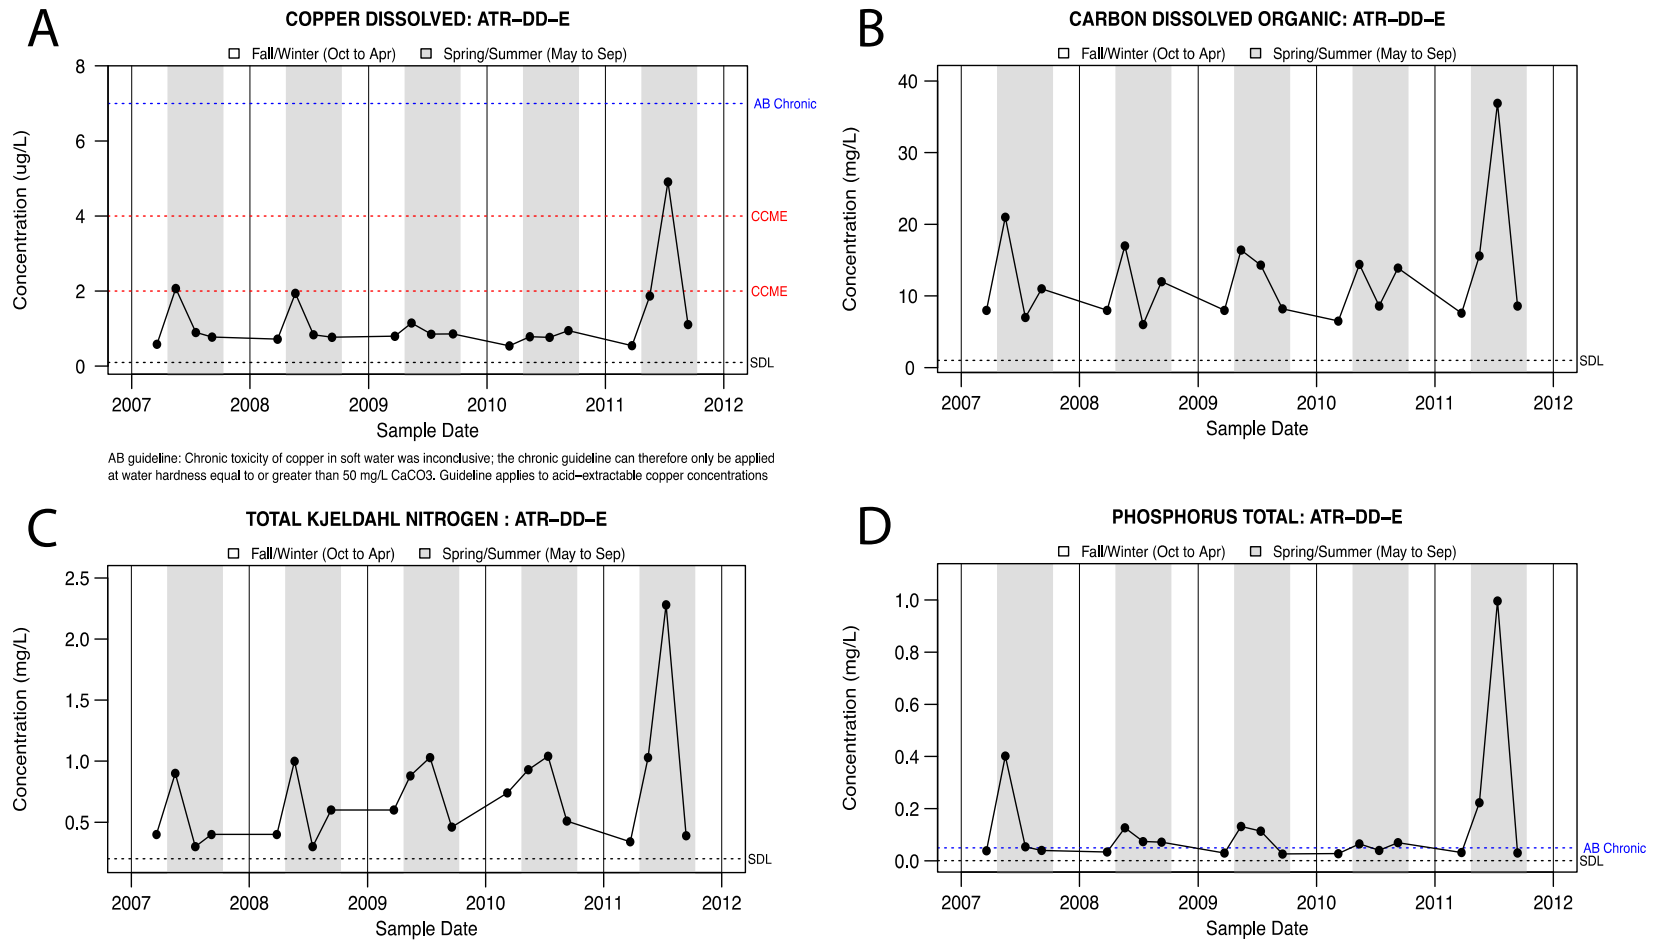 A
COPPER DISSOLVED: ATR–DD–E
Fall/Winter (Oct to Apr) Spring/Summer (May to Sep)
8
6
4
2
0
Concentration (ug/L)
AB Chronic
CCME
CCME
SDL
2007 2008 2009 2010 2011 2012
Sample Date
AB guideline: Chronic toxicity of copper in soft water was inconclusive; the chronic guideline can therefore only be applied
at water hardness equal to or greater than 50 mg/L CaCO3. Guideline applies to acid–extractable copper concentrations
B
CARBON DISSOLVED ORGANIC: ATR–DD–E
Fall/Winter (Oct to Apr) Spring/Summer (May to Sep)
40
30
20
10
0
Concentration (mg/L)
SDL
2007 2008 2009 2010 2011 2012
Sample Date
C
TOTAL KJELDAHL NITROGEN : ATR–DD–E
Fall/Winter (Oct to Apr) Spring/Summer (May to Sep)
2.5
2.0
1.5
1.0
0.5
Concentration (mg/L)
SDL
2007 2008 2009 2010 2011 2012
Sample Date
D
PHOSPHORUS TOTAL: ATR–DD–E
Fall/Winter (Oct to Apr) Spring/Summer (May to Sep)
1.0
0.8
0.6
0.4
0.2
0.0
Concentration (mg/L)
AB Chronic
SDL
2007 2008 2009 2010 2011 2012
Sample Date